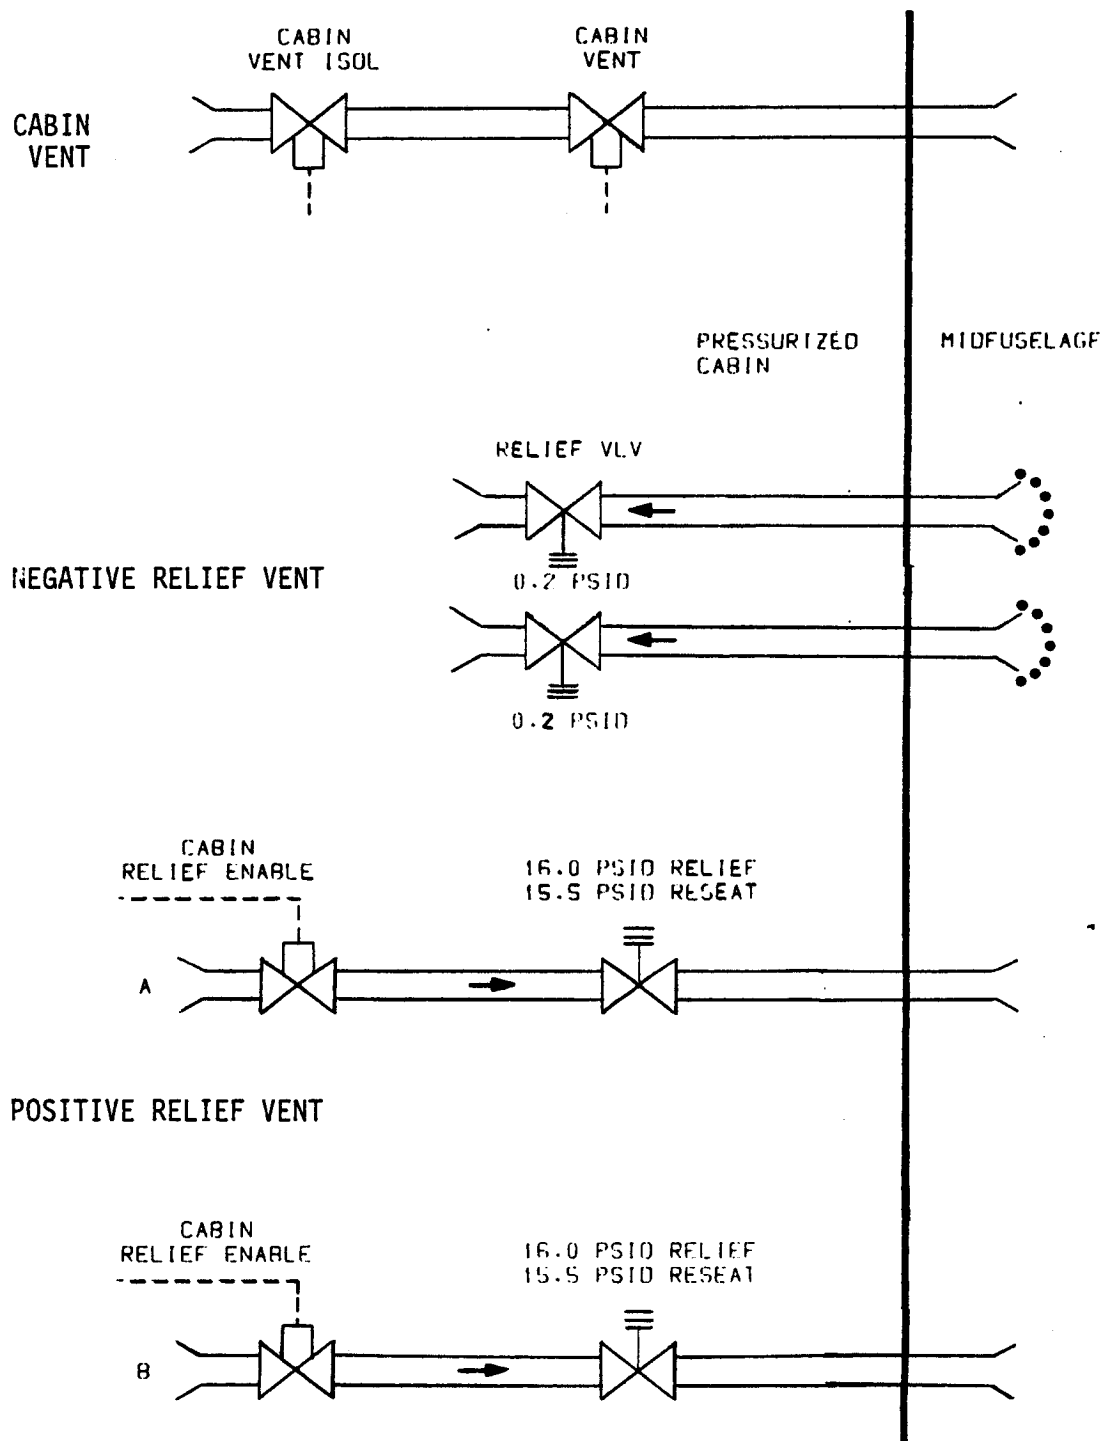 CABIN
VENT ISOL
CABIN
VENT
CABIN
VENT
PRESSURIZED
CABIN
MIDFUSELAGE
RELIEF VLV
0.2 PSID
NEGATIVE RELIEF VENT
0.2 PSID
CABIN
RELIEF ENABLE
16.0 PSID RELIEF
15.5 PSID RESEAT
A
POSITIVE RELIEF VENT
CABIN
RELIEF ENABLE
16.0 PSID RELIEF
15.5 PSID RESEAT
B